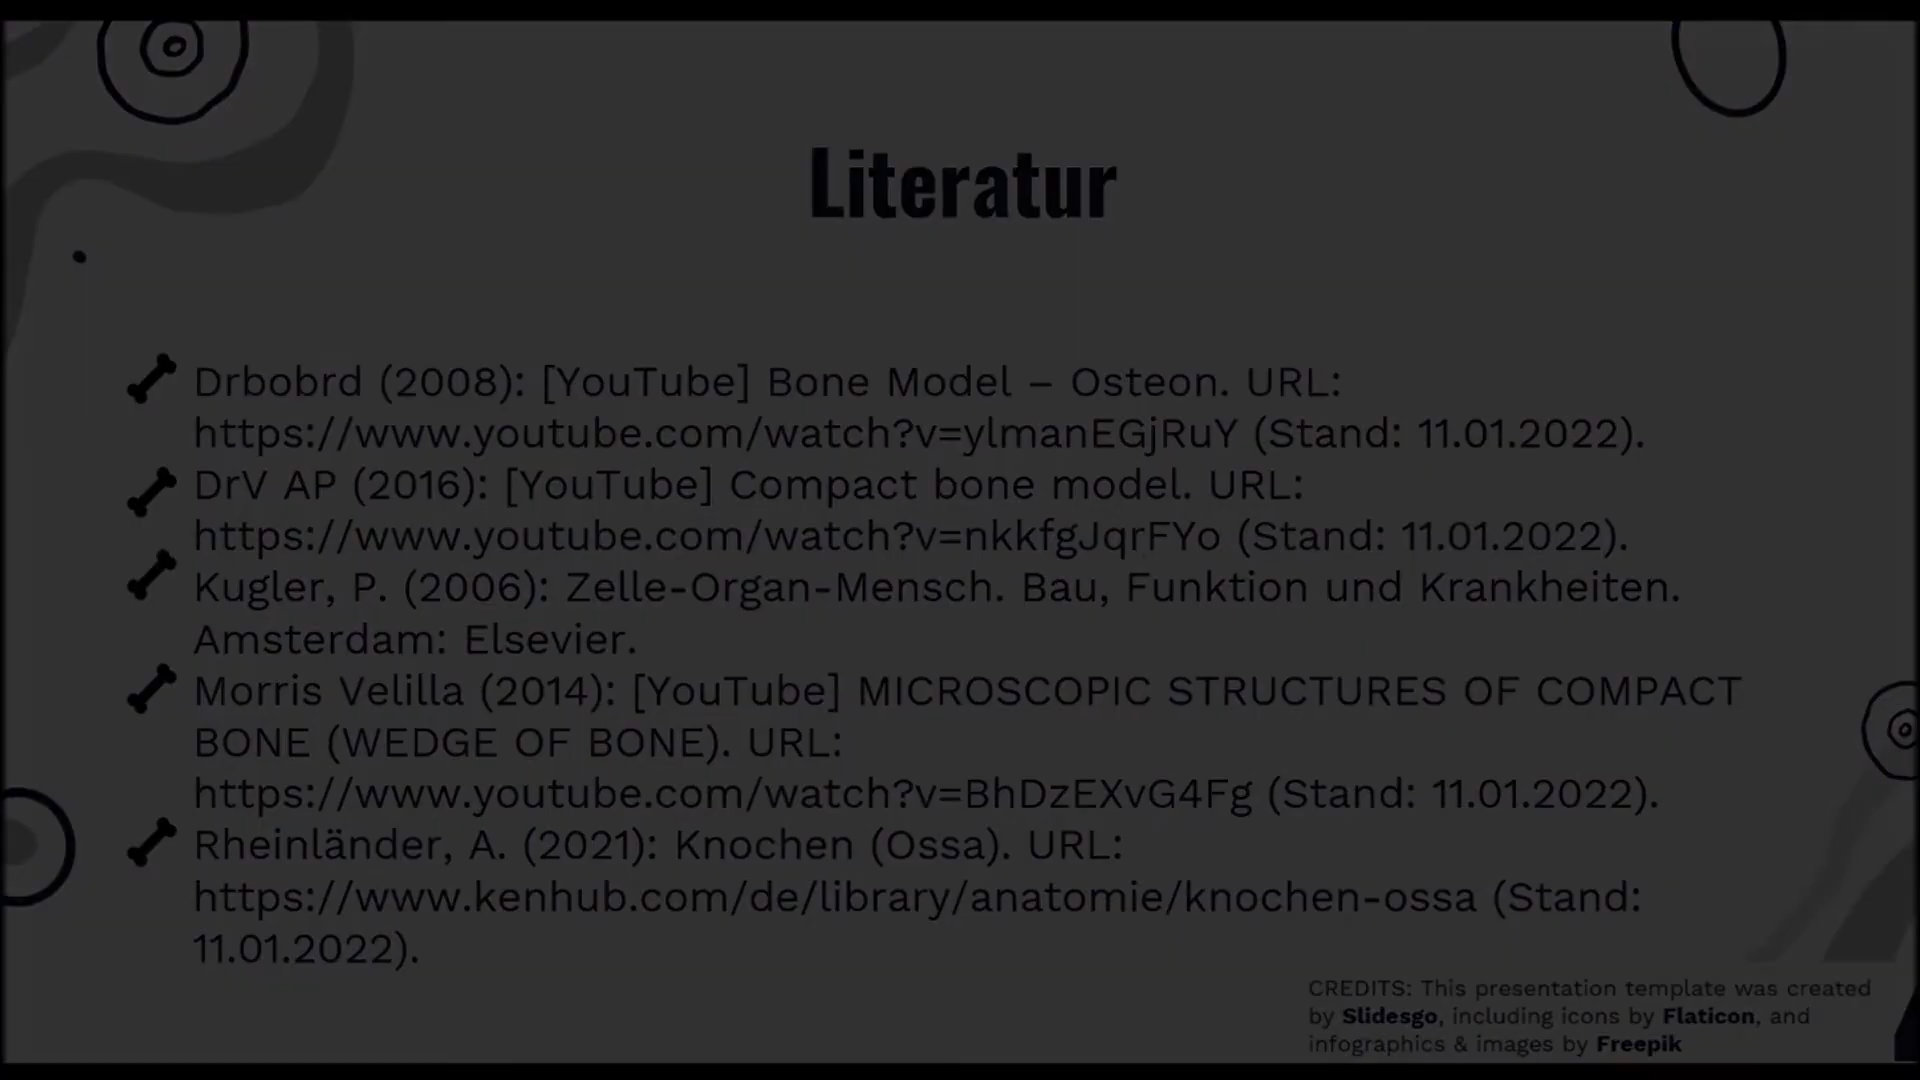 Literatur
Drbobrd (2008): [YouTube] Bone Model – Osteon. URL:
https://www.youtube.com/watch?v=ylmanEGjRuY (Stand: 11.01.2022).
DrV AP (2016): [YouTube] Compact bone model. URL:
https://www.youtube.com/watch?v=nkkfgJqrFYo (Stand: 11.01.2022).
Kugler, P. (2006): Zelle-Organ-Mensch. Bau, Funktion und Krankheiten.
Amsterdam: Elsevier.
Morris Velilla (2014): [YouTube] MICROSCOPIC STRUCTURES OF COMPACT
BONE (WEDGE OF BONE). URL:
https://www.youtube.com/watch?v=BhDzEXvG4Fg (Stand: 11.01.2022).
Rheinländer, A. (2021): Knochen (Ossa). URL:
https://www.kenhub.com/de/library/anatomie/knochen-ossa (Stand:
11.01.2022).
CREDITS: This presentation template was created
by Slidesgo, including icons by Flaticon, and
infographics & images by Freepik